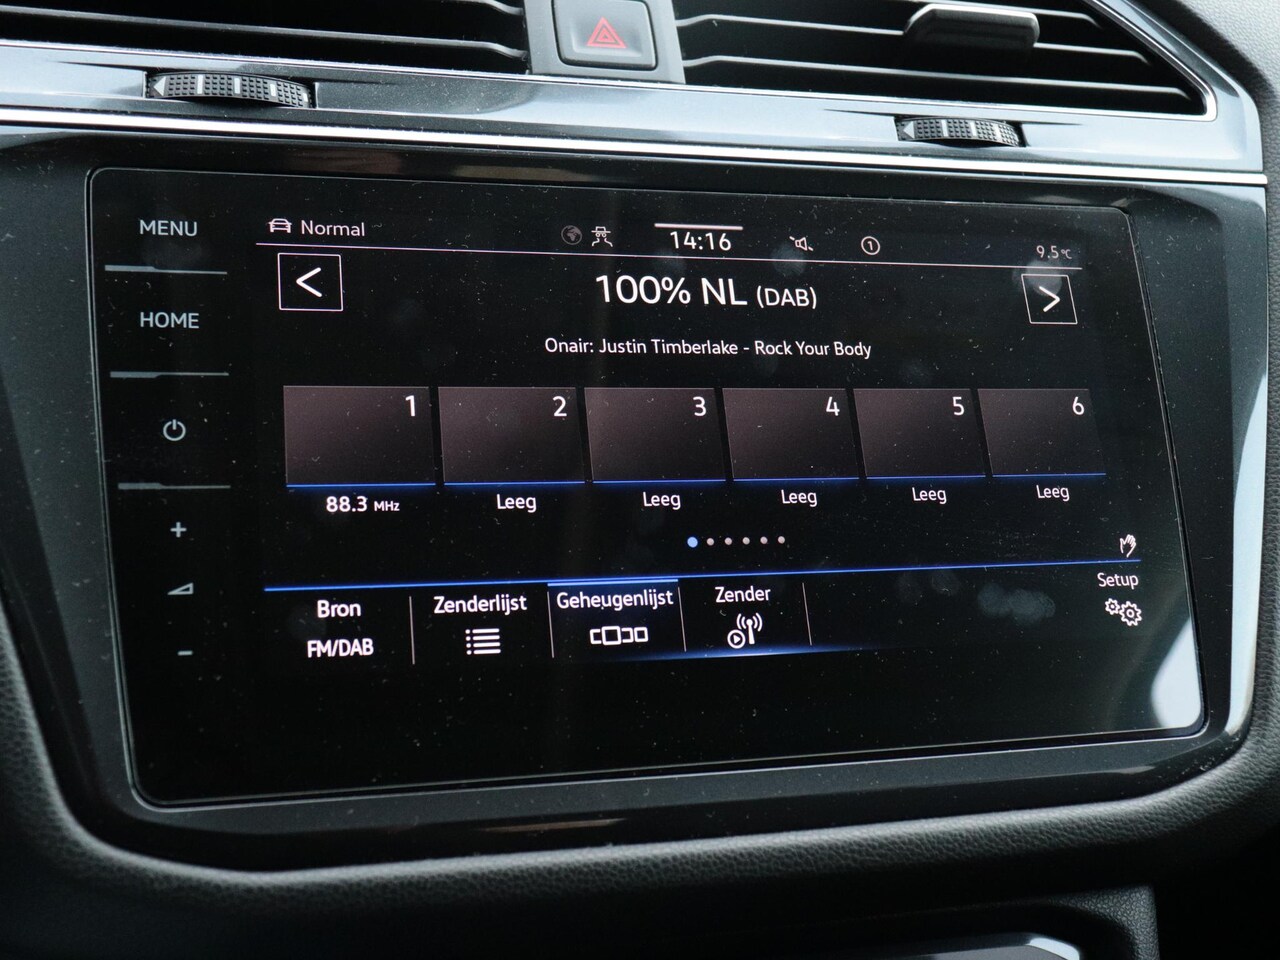 MENU
HOME
+
-
Normal
14:16
1
9.5°C
<
100% NL (DAB)
>
Onair: Justin Timberlake - Rock Your Body
1 2 3 4 5 6
88.3 MHz Leeg Leeg Leeg Leeg Leeg
Bron Zenderlijst Geheugenlijst Zender Setup
FM/DAB